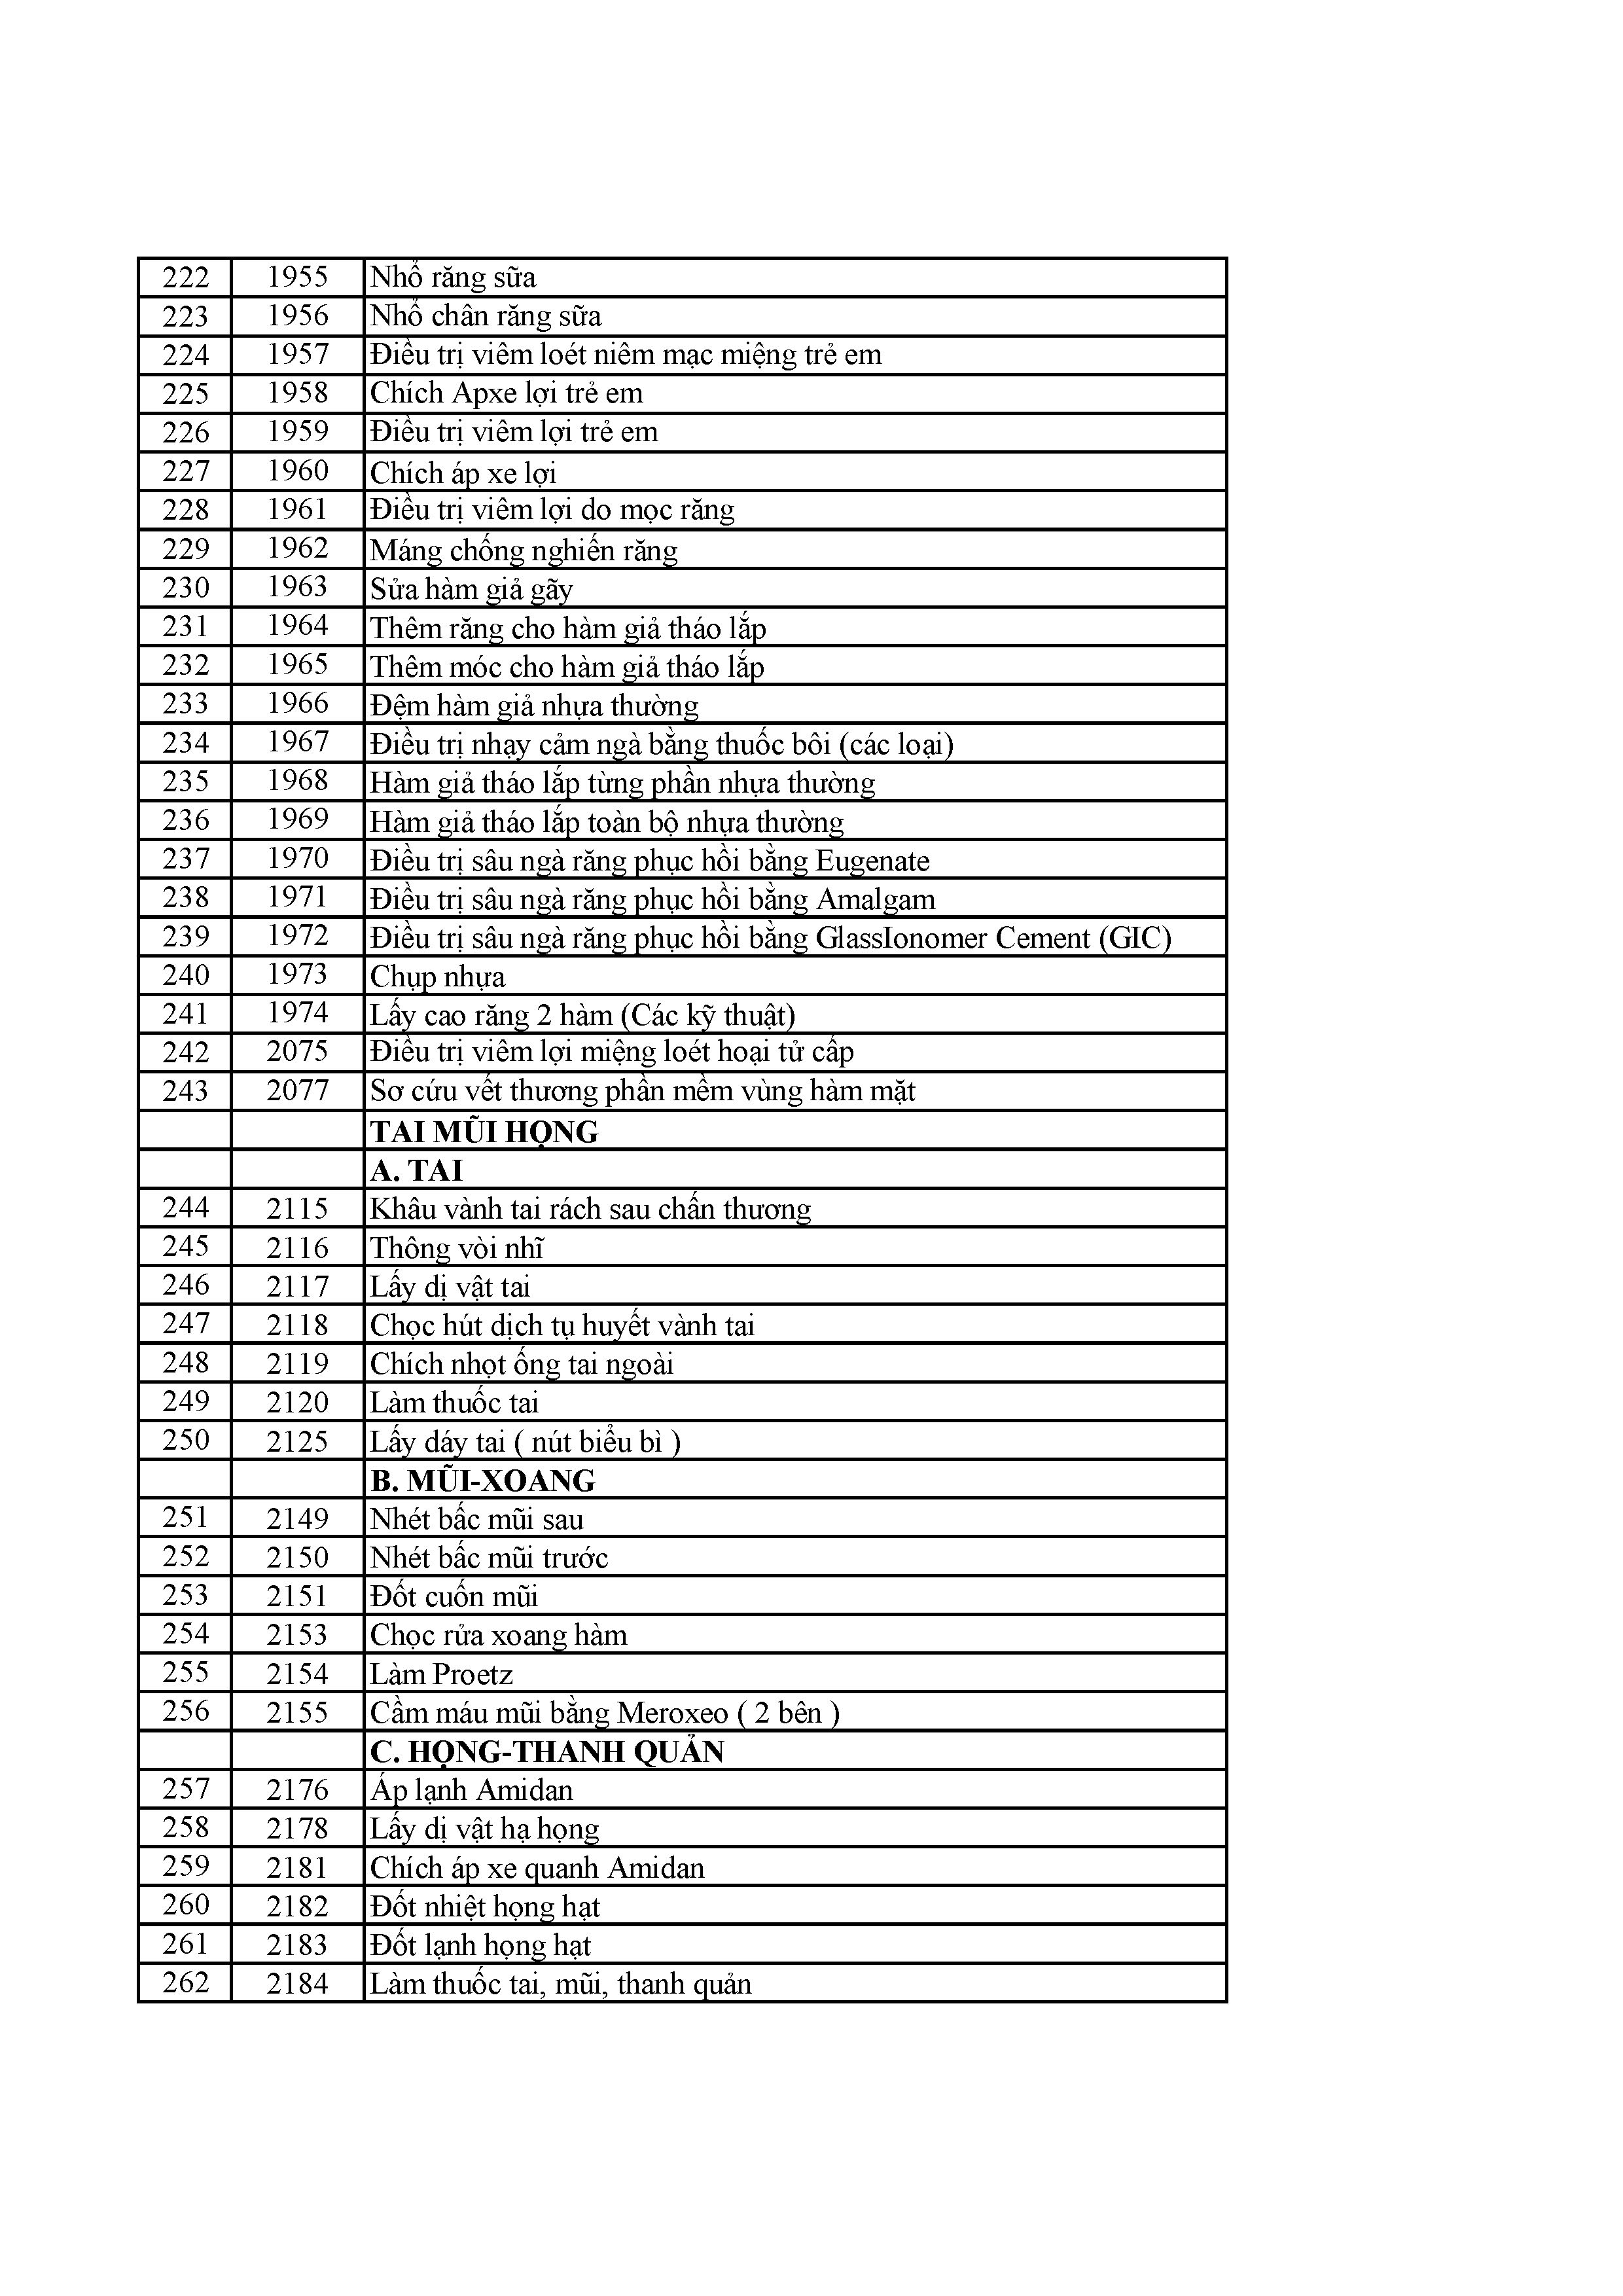 222 1955 Nhổ răng sữa
223 1956 Nhổ chân răng sữa
224 1957 Điều trị viêm loét niêm mạc miệng trẻ em
225 1958 Chích Apxe lợi trẻ em
226 1959 Điều trị viêm lợi trẻ em
227 1960 Chích áp xe lợi
228 1961 Điều trị viêm lợi do mọc răng
229 1962 Máng chống nghiến răng
230 1963 Sửa hàm giả gãy
231 1964 Thêm răng cho hàm giả tháo lắp
232 1965 Thêm móc cho hàm giả tháo lắp
233 1966 Đệm hàm giả nhựa thường
234 1967 Điều trị nhạy cảm ngà bằng thuốc bôi (các loại)
235 1968 Hàm giả tháo lắp từng phần nhựa thường
236 1969 Hàm giả tháo lắp toàn bộ nhựa thường
237 1970 Điều trị sâu ngà răng phục hồi bằng Eugenate
238 1971 Điều trị sâu ngà răng phục hồi bằng Amalgam
239 1972 Điều trị sâu ngà răng phục hồi bằng GlassIonomer Cement (GIC)
240 1973 Chụp nhựa
241 1974 Lấy cao răng 2 hàm (Các kỹ thuật)
242 2075 Điều trị viêm lợi miệng loét hoại tử cấp
243 2077 Sơ cứu vết thương phần mềm vùng hàm mặt
TAI MŨI HỌNG
A. TAI
244 2115 Khâu vành tai rách sau chấn thương
245 2116 Thông vòi nhĩ
246 2117 Lấy dị vật tai
247 2118 Chọc hút dịch tụ huyết vành tai
248 2119 Chích nhọt ống tai ngoài
249 2120 Làm thuốc tai
250 2125 Lấy dáy tai ( nút biểu bì )
B. MŨI-XOANG
251 2149 Nhét bấc mũi sau
252 2150 Nhét bấc mũi trước
253 2151 Đốt cuốn mũi
254 2153 Chọc rửa xoang hàm
255 2154 Làm Proetz
256 2155 Cầm máu mũi bằng Meroxeo ( 2 bên )
C. HỌNG-THANH QUẢN
257 2176 Áp lạnh Amidan
258 2178 Lấy dị vật hạ họng
259 2181 Chích áp xe quanh Amidan
260 2182 Đốt nhiệt họng hạt
261 2183 Đốt lạnh họng hạt
262 2184 Làm thuốc tai, mũi, thanh quản